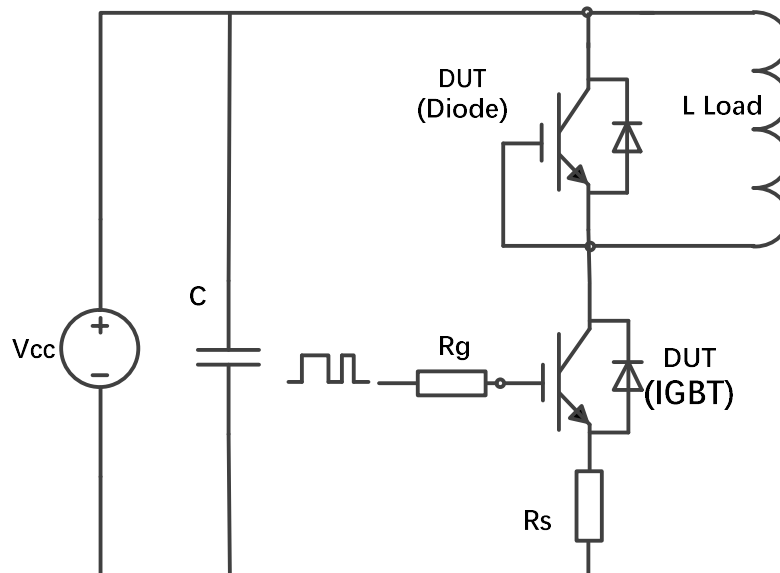 DUT
(Diode)
L Load
C
Vcc
+
−
Rg
DUT
(IGBT)
Rs